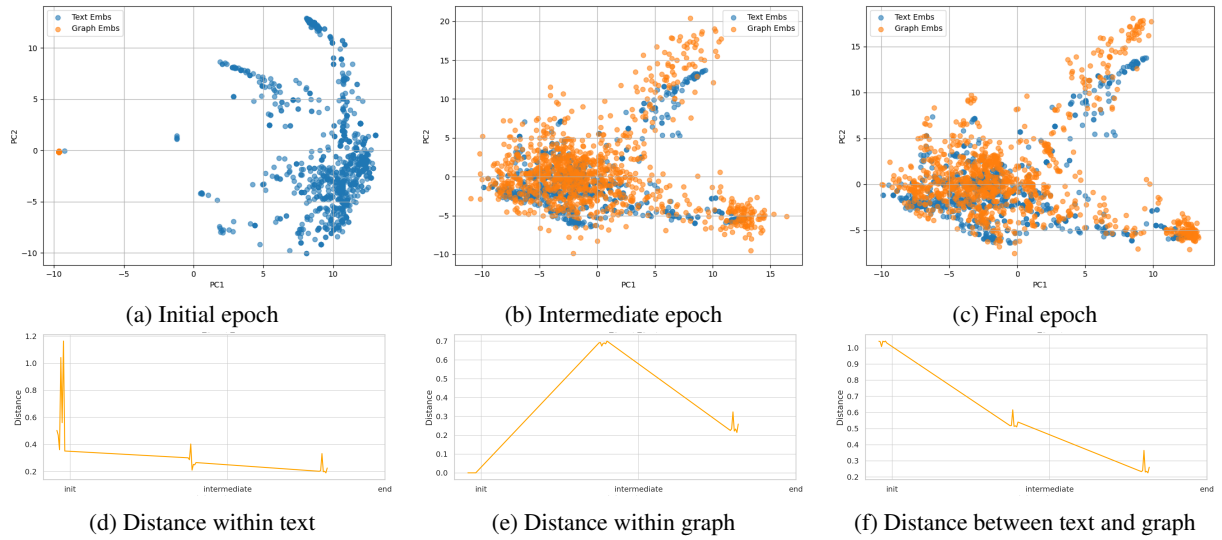 Text Embs
Graph Embs
10
5
0
−5
−10
PC2
−10
−5
0
5
10
PC1
(a) Initial epoch
Text Embs
Graph Embs
20
15
10
5
0
−5
−10
PC2
−10
−5
0
5
10
15
PC1
(b) Intermediate epoch
Text Embs
Graph Embs
15
10
5
0
−5
PC2
−10
−5
0
5
10
PC1
(c) Final epoch
1.2
1.0
0.8
0.6
0.4
0.2
Distance
init
intermediate
end
(d) Distance within text
0.7
0.6
0.5
0.4
0.3
0.2
0.1
0.0
Distance
init
intermediate
end
(e) Distance within graph
1.0
0.9
0.8
0.7
0.6
0.5
0.4
0.3
0.2
Distance
init
intermediate
end
(f) Distance between text and graph